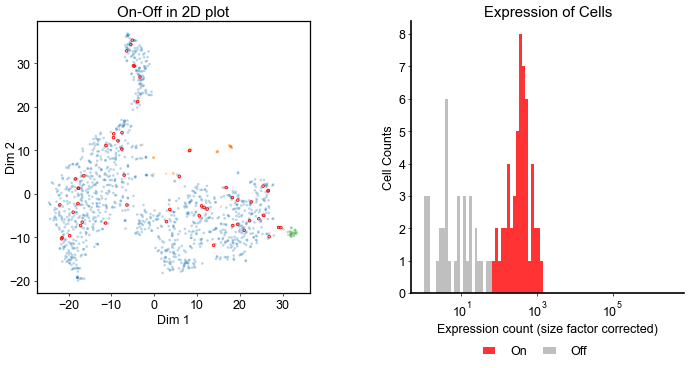 On-Off in 2D plot
Dim 2
40
30
20
10
0
−10
−20
−20 −10 0 10 20 30
Dim 1
Expression of Cells
Cell Counts
8
7
6
5
4
3
2
1
0
10^1 10^3 10^5
Expression count (size factor corrected)
On Off